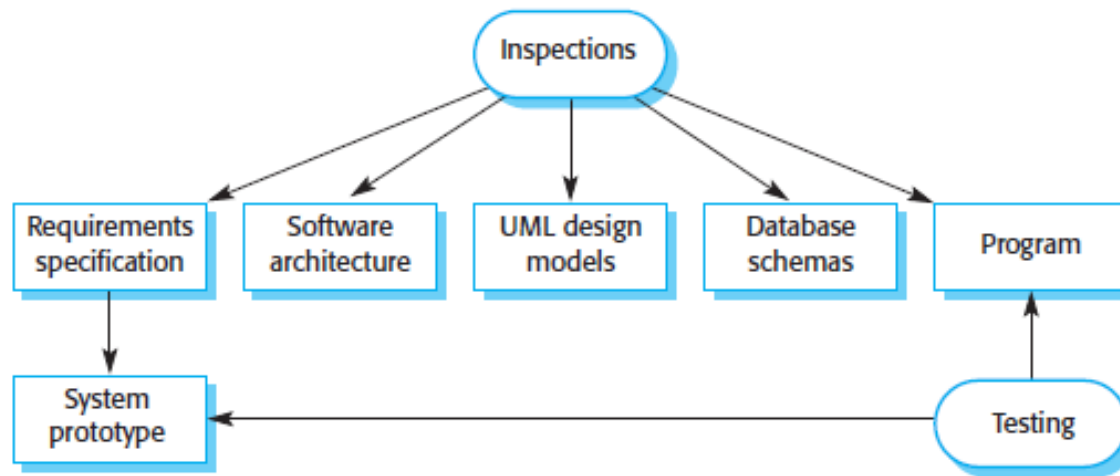 Inspections
Requirements
specification
Software
architecture
UML design
models
Database
schemas
Program
System
prototype
Testing